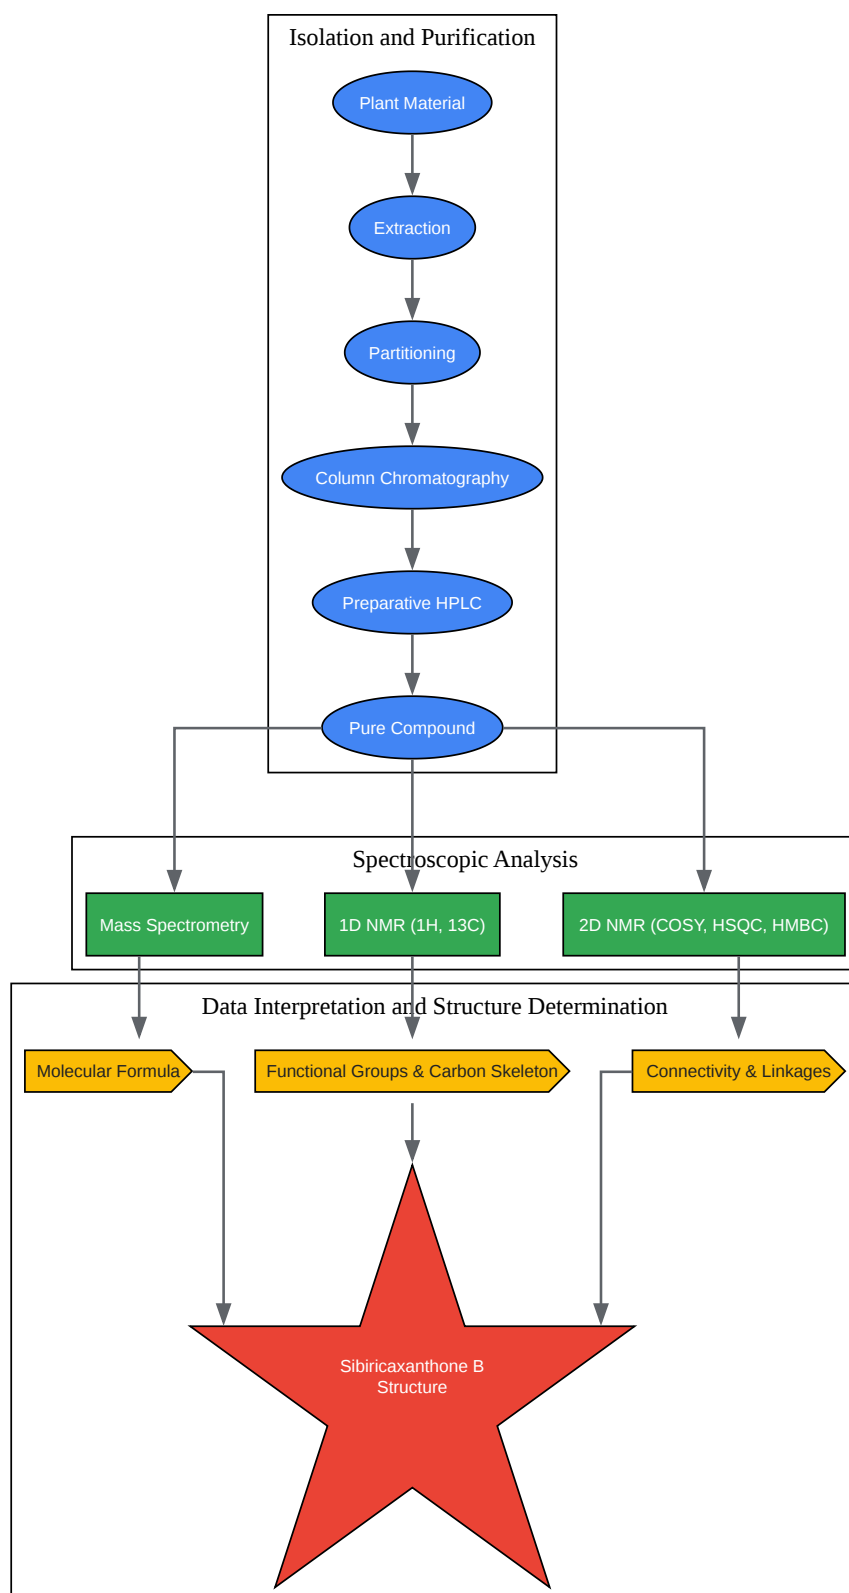 Isolation and Purification
Plant Material
Extraction
Partitioning
Column Chromatography
Preparative HPLC
Pure Compound
Spectroscopic Analysis
Mass Spectrometry
1D NMR (1H, 13C)
2D NMR (COSY, HSQC, HMBC)
Data Interpretation and Structure Determination
Molecular Formula
Functional Groups & Carbon Skeleton
Connectivity & Linkages
Sibiricaxanthone B
Structure